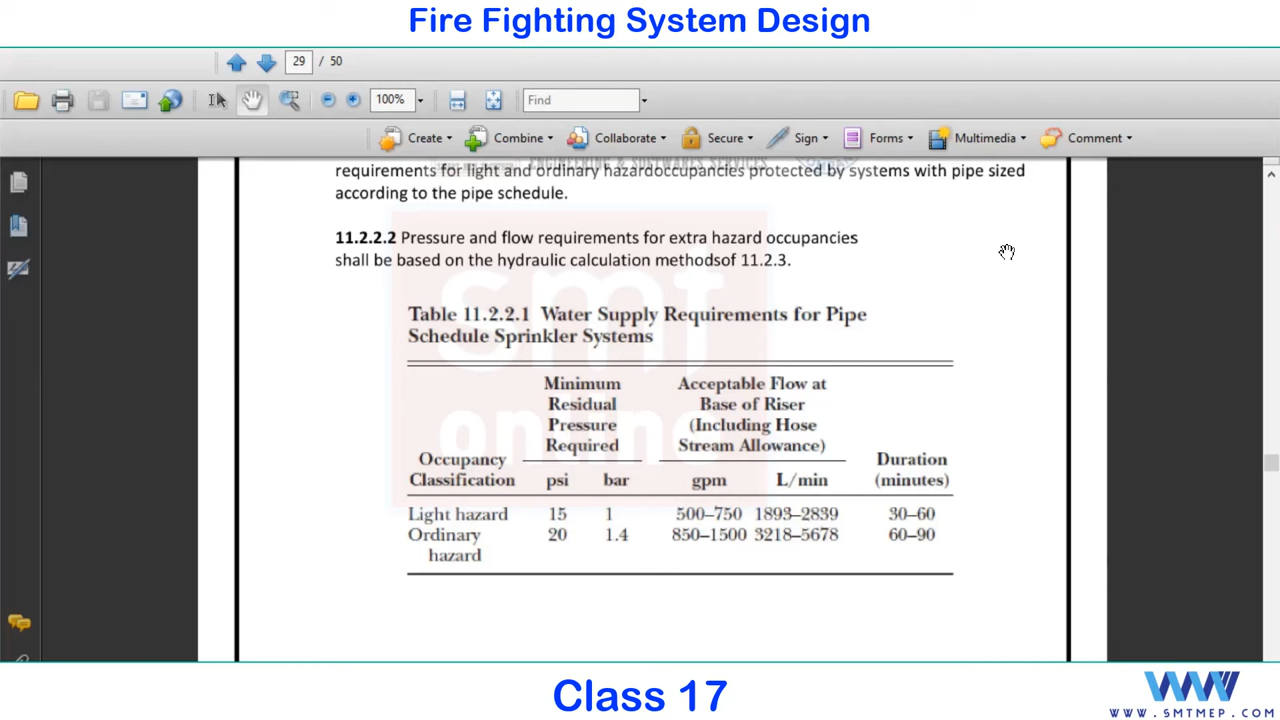 Fire Fighting System Design
29 / 50
100%
Find
Create
Combine
Collaborate
Secure
Sign
Forms
Multimedia
Comment
ENGINEERING & SOFTWARES SERVICES
requirements for light and ordinary hazardoccupancies protected by systems with pipe sized
according to the pipe schedule.
11.2.2.2 Pressure and flow requirements for extra hazard occupancies
shall be based on the hydraulic calculation methodsof 11.2.3.
smt
online
Table 11.2.2.1 Water Supply Requirements for Pipe
Schedule Sprinkler Systems
Minimum
Residual
Pressure
Required
Acceptable Flow at
Base of Riser
(Including Hose
Stream Allowance)
Occupancy
Classification
Duration
(minutes)
psi bar gpm L/min
Light hazard 15 1 500–750 1893–2839 30–60
Ordinary 20 1.4 850–1500 3218–5678 60–90
hazard
Class 17
WWW.SMTMEP.COM